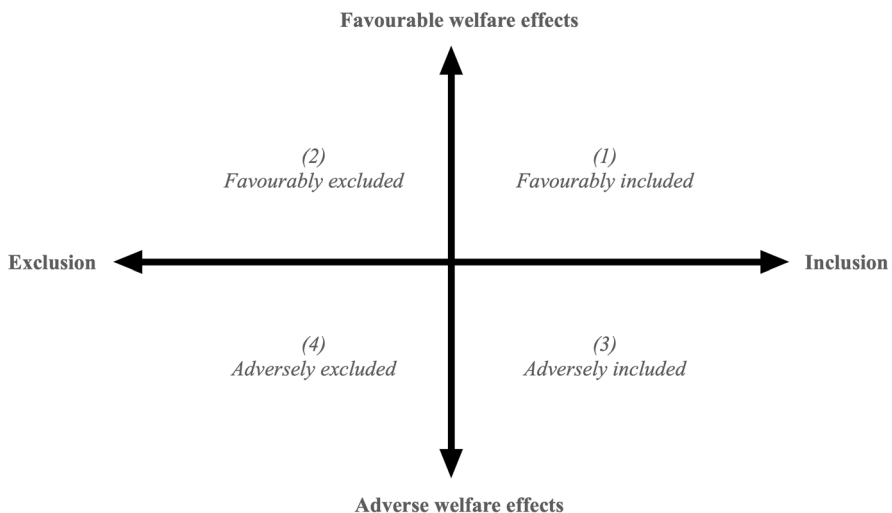 Favourable welfare effects
(2)
Favourably excluded
(1)
Favourably included
Exclusion
Inclusion
(4)
Adversely excluded
(3)
Adversely included
Adverse welfare effects